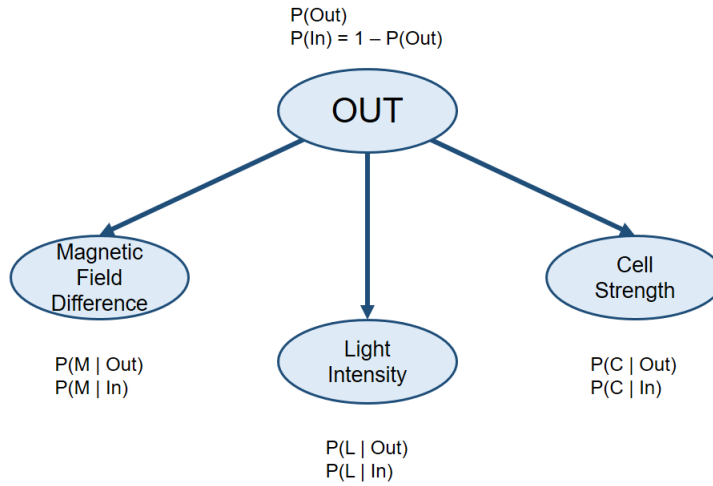 P(Out)
P(In) = 1 – P(Out)
OUT
Magnetic
Field
Difference
P(M | Out)
P(M | In)
Light
Intensity
P(L | Out)
P(L | In)
Cell
Strength
P(C | Out)
P(C | In)